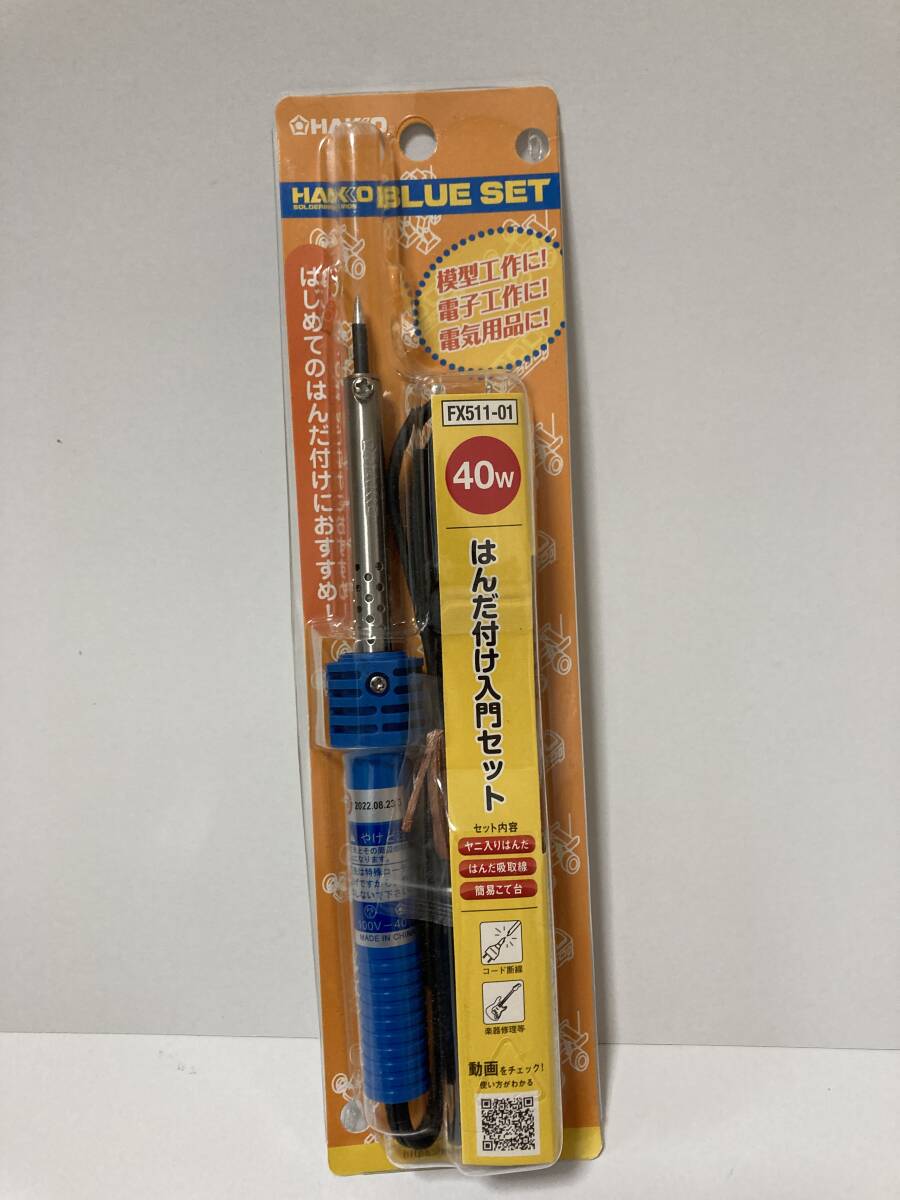 HAKKO
HAKKO
SOLDERING IRON
BLUE SET
模型工作に!
電子工作に!
電気用品に!
はじめてのはんだ付けにおすすめ!
FX511-01
40W
はんだ付け入門セット
セット内容
ヤニ入りはんだ
はんだ吸取線
簡易こて台
コード断線
楽器修理等
動画をチェック!
使い方がわかる
2022.08.23
やけど
100V-40
MADE IN CHINA